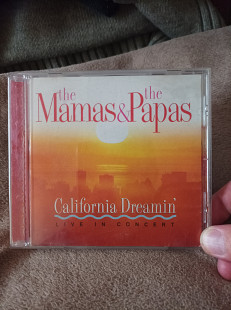 the the
Mamas&Papas
California Dreamin'
LIVE IN CONCERT